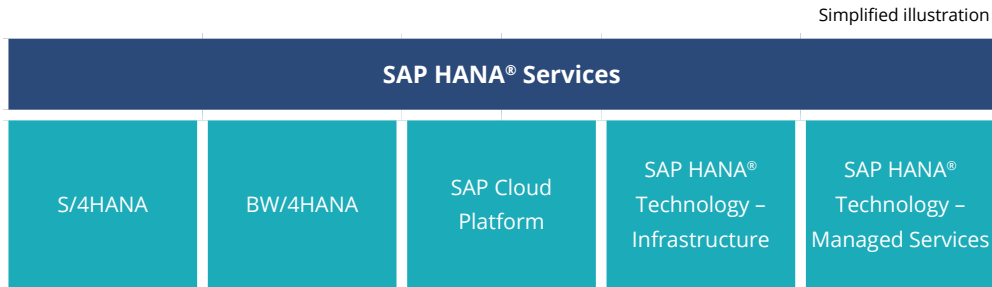 Simplified illustration
SAP HANA® Services
S/4HANA
BW/4HANA
SAP Cloud
Platform
SAP HANA®
Technology –
Infrastructure
SAP HANA®
Technology –
Managed Services